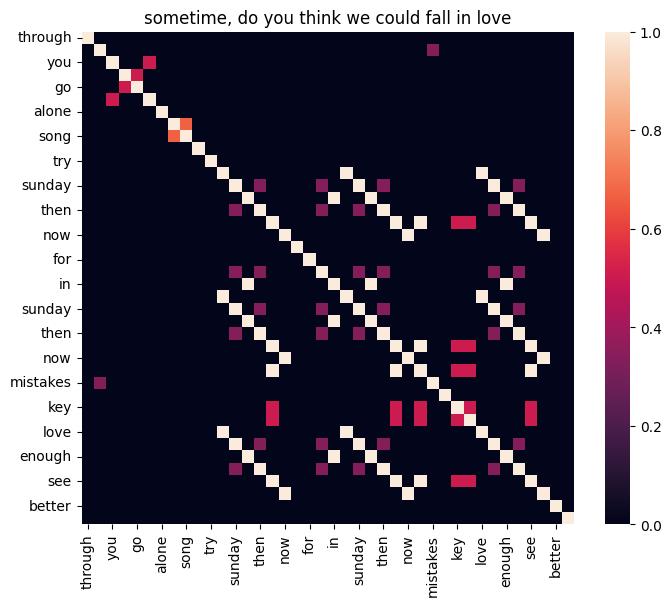 sometime, do you think we could fall in love
through
you
go
alone
song
try
sunday
then
now
for
in
sunday
then
now
mistakes
key
love
enough
see
better
1.0
0.8
0.6
0.4
0.2
0.0
through
you
go
alone
song
try
sunday
then
now
for
in
sunday
then
now
mistakes
key
love
enough
see
better